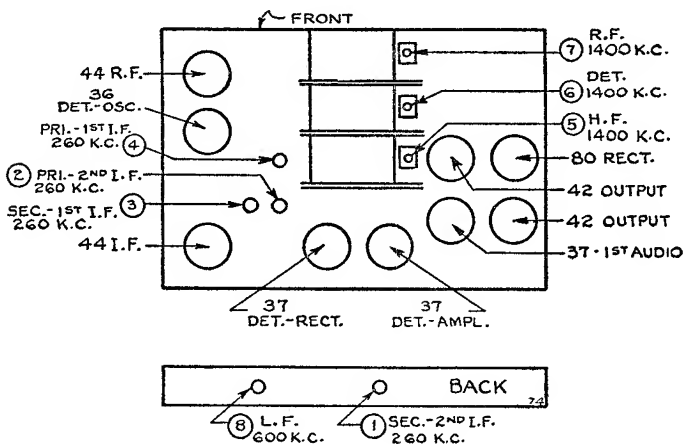 FRONT
R.F.
⑦ 1400 K.C.
DET.
⑥ 1400 K.C.
H.F.
⑤ 1400 K.C.
44 R.F.
36
DET.-OSC.
PRI.-1ST I.F.
260 K.C. ④
② PRI.-2ND I.F.
260 K.C.
SEC.-1ST I.F. ③
260 K.C.
44 I.F.
80 RECT.
42 OUTPUT
42 OUTPUT
37-1ST AUDIO
37
DET.-RECT.
37
DET.-AMPL.
BACK
74
⑧ L.F.
600 K.C.
① SEC.-2ND I.F.
260 K.C.